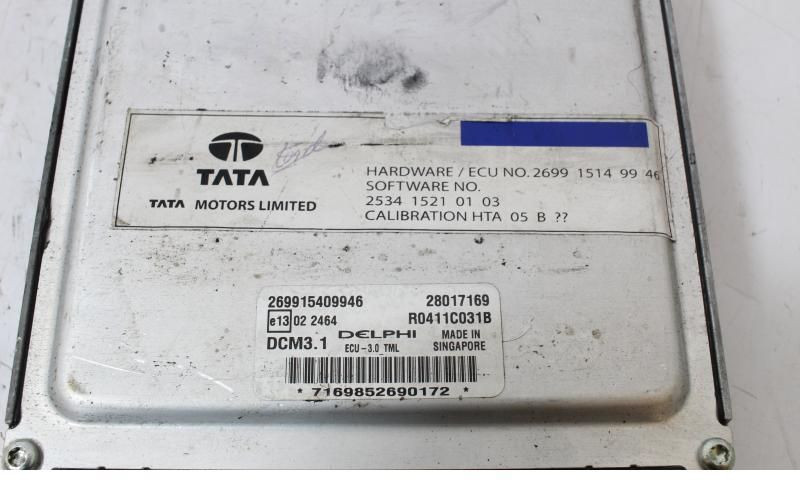 TATA
TATA MOTORS LIMITED
HARDWARE / ECU NO. 2699 1514 99 46
SOFTWARE NO.
2534 1521 01 03
CALIBRATION HTA 05 B ??
269915409946 28017169
e13 02 2464 R0411C031B
DCM3.1 DELPHI MADE IN
ECU-3.0_TML SINGAPORE
* 7169852690172 *